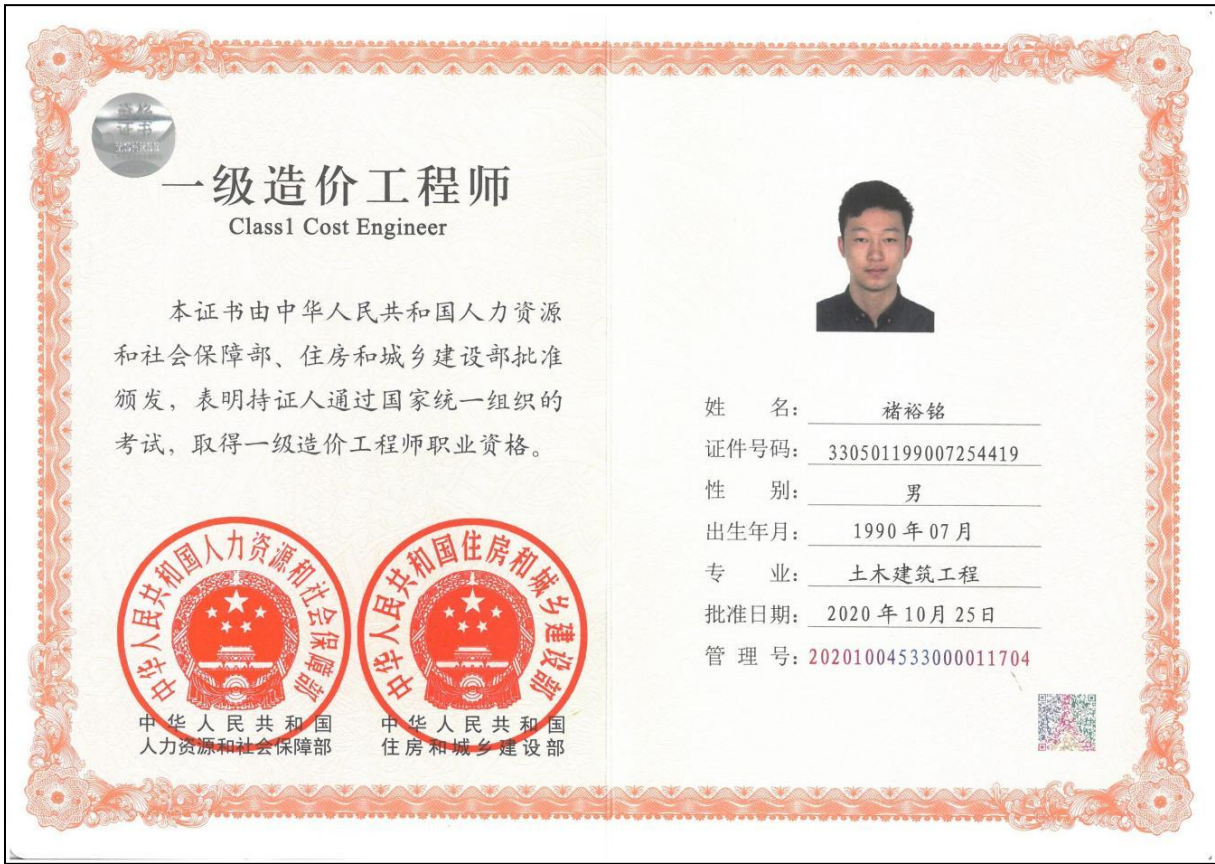 资格
证书
一级造价工程师
Class1 Cost Engineer
本证书由中华人民共和国人力资源
和社会保障部、住房和城乡建设部批准
颁发，表明持证人通过国家统一组织的
考试，取得一级造价工程师职业资格。
中华人民共和国人力资源和社会保障部
中华人民共和国住房和城乡建设部
中华人民共和国
人力资源和社会保障部
中华人民共和国
住房和城乡建设部
姓 名： 褚裕铭
证件号码： 330501199007254419
性 别： 男
出生年月： 1990年07月
专 业： 土木建筑工程
批准日期： 2020年10月25日
管 理 号： 20201004533000011704